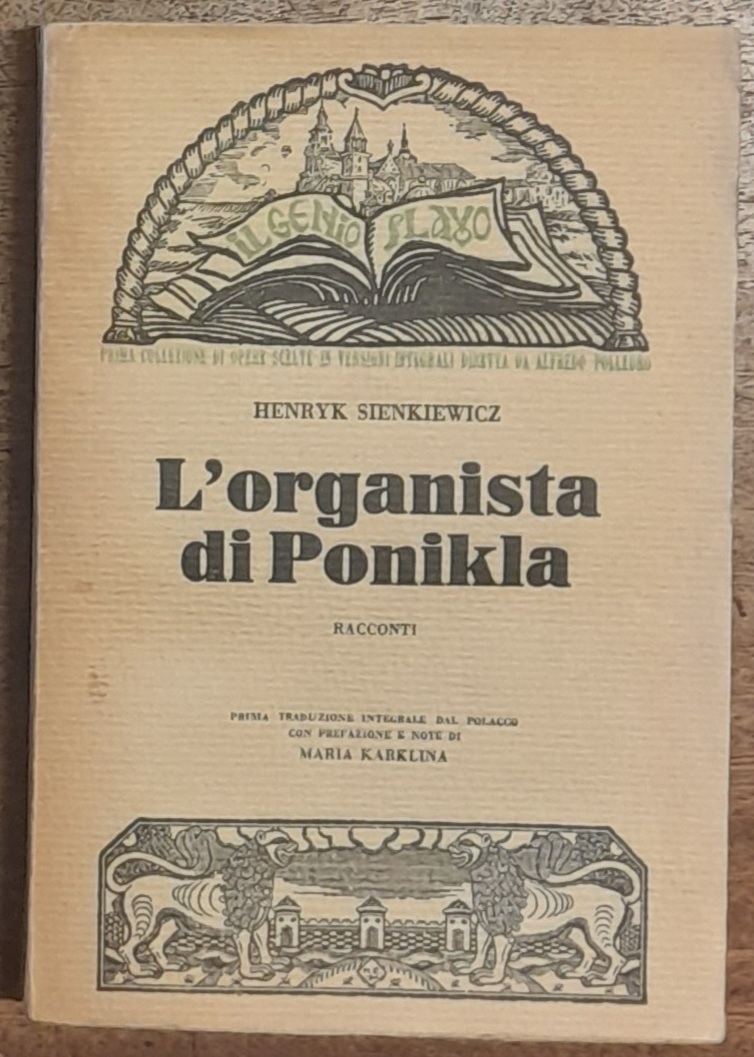 IL GENIO SLAVO
PRIMA COLLEZIONE DI OPERE SCELTE IN VERSIONI INTEGRALI DIRETTA DA ALFREDO POLLEDRO
HENRYK SIENKIEWICZ
L'organista
di Ponikla
RACCONTI
PRIMA TRADUZIONE INTEGRALE DAL POLACCO
CON PREFAZIONE E NOTE DI
MARIA KARKLINA